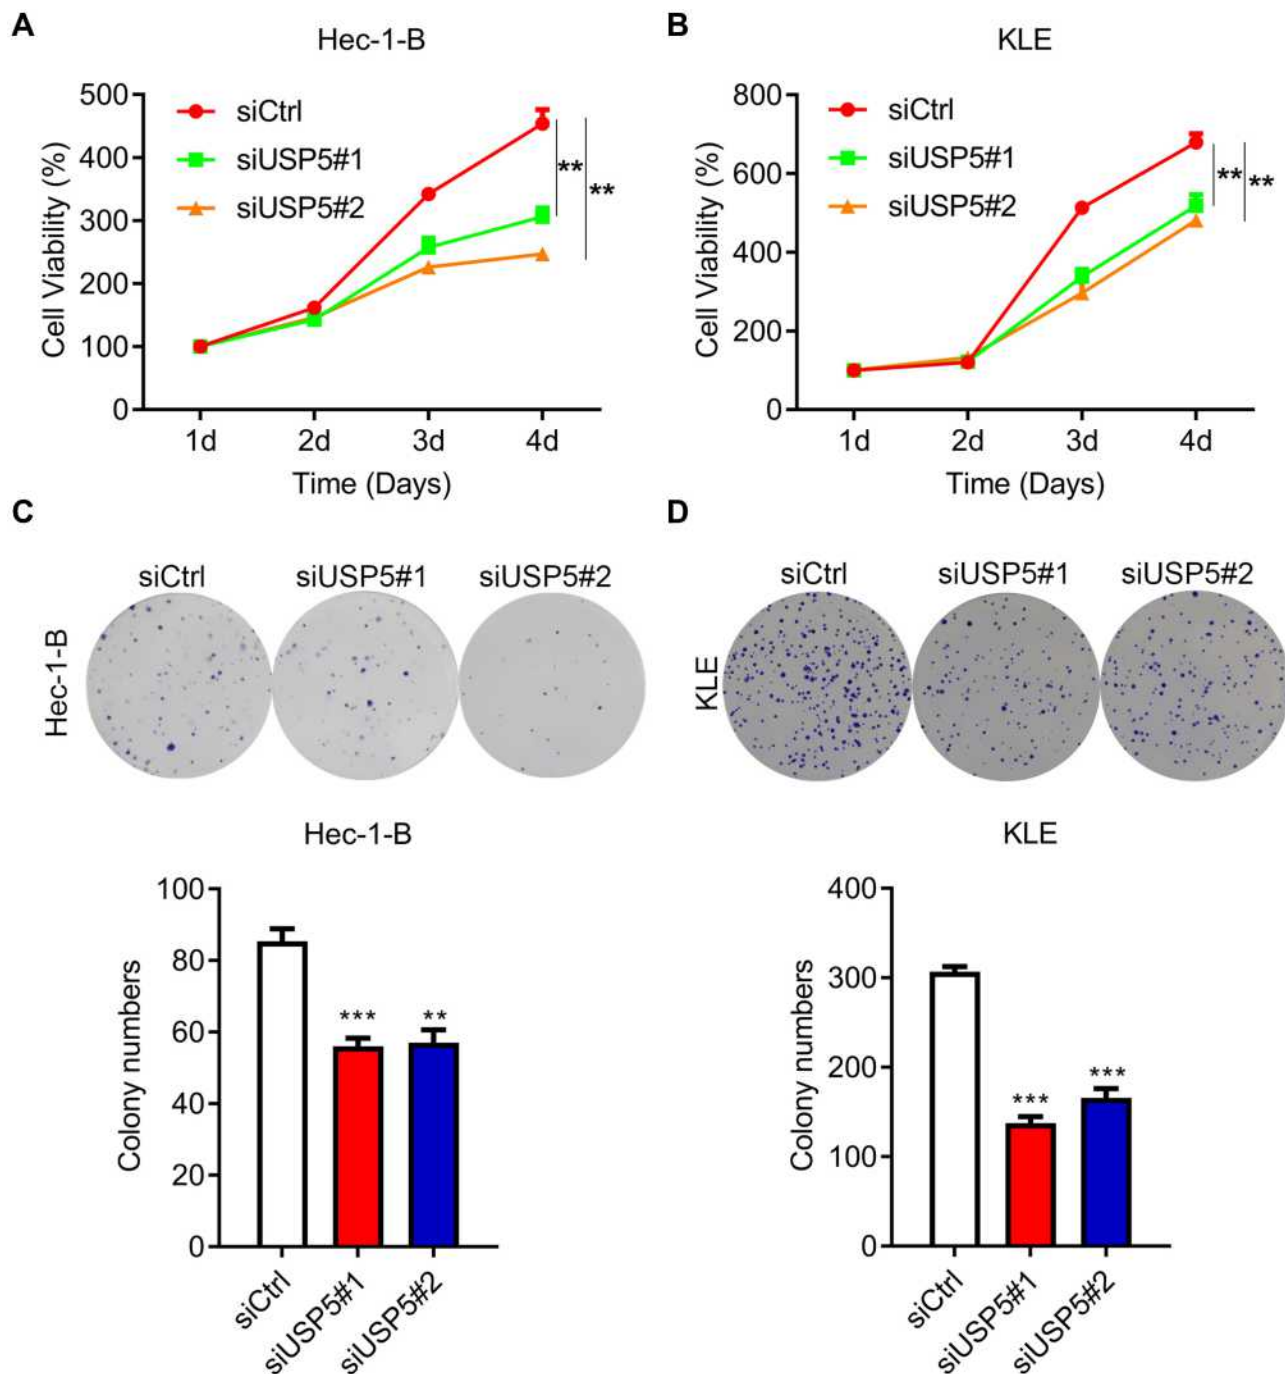 A
Hec-1-B
500
400
300
200
100
0
Cell Viability (%)
siCtrl
siUSP5#1
siUSP5#2
**
**
1d 2d 3d 4d
Time (Days)
B
KLE
800
600
400
200
0
Cell Viability (%)
siCtrl
siUSP5#1
siUSP5#2
**
**
1d 2d 3d 4d
Time (Days)
C
siCtrl siUSP5#1 siUSP5#2
Hec-1-B
Hec-1-B
100
80
60
40
20
0
Colony numbers
*** **
siCtrl
siUSP5#1
siUSP5#2
D
siCtrl siUSP5#1 siUSP5#2
KLE
KLE
400
300
200
100
0
Colony numbers
***
***
siCtrl
siUSP5#1
siUSP5#2